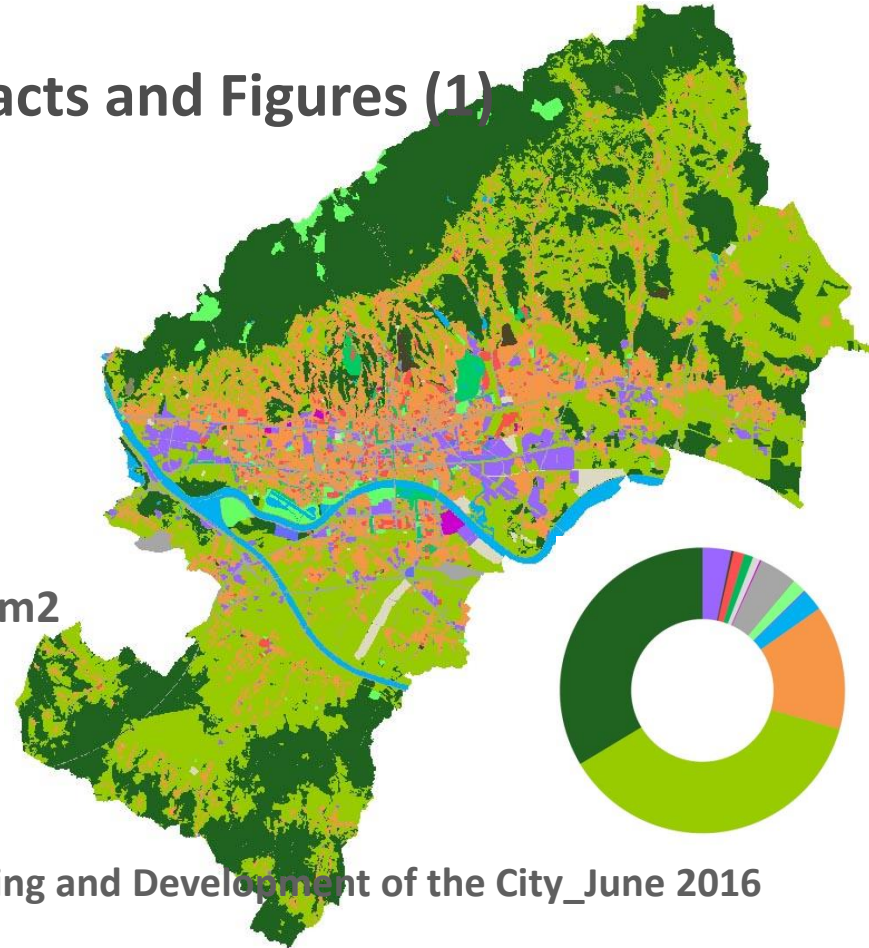 acts and Figures (1)
m2
ing and Development of the City_June 2016